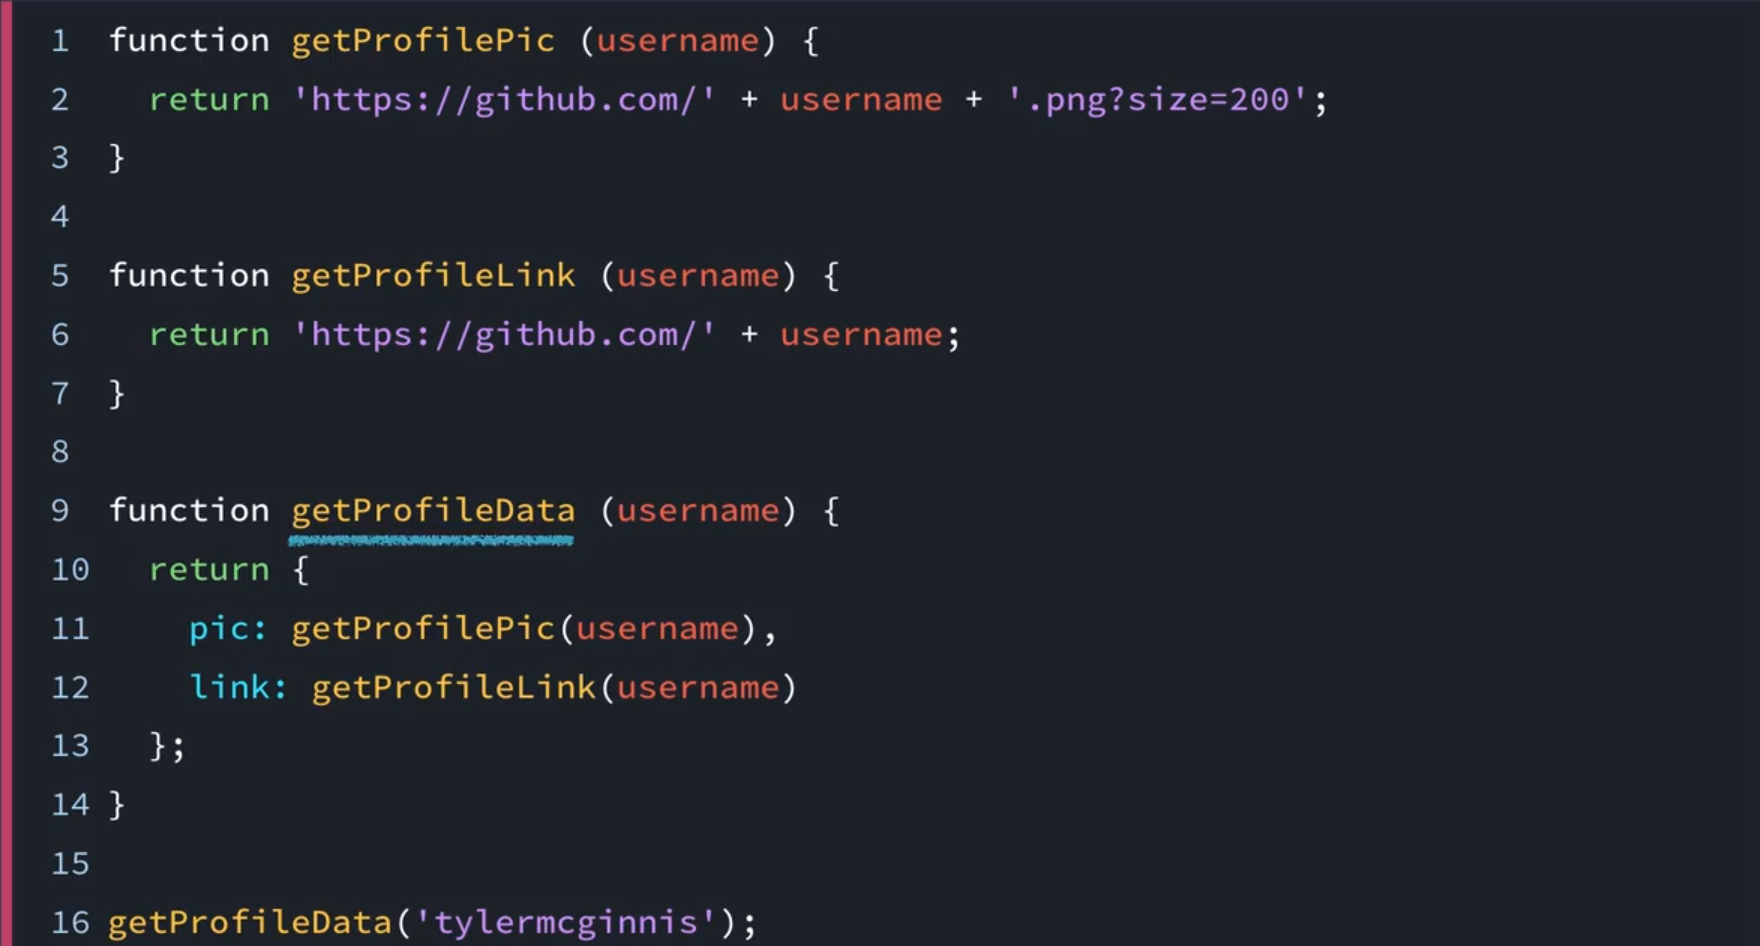 1 function getProfilePic (username) {
2   return 'https://github.com/' + username + '.png?size=200';
3 }
4
5 function getProfileLink (username) {
6   return 'https://github.com/' + username;
7 }
8
9 function getProfileData (username) {
10   return {
11     pic: getProfilePic(username),
12     link: getProfileLink(username)
13   };
14 }
15
16 getProfileData('tylermcginnis');